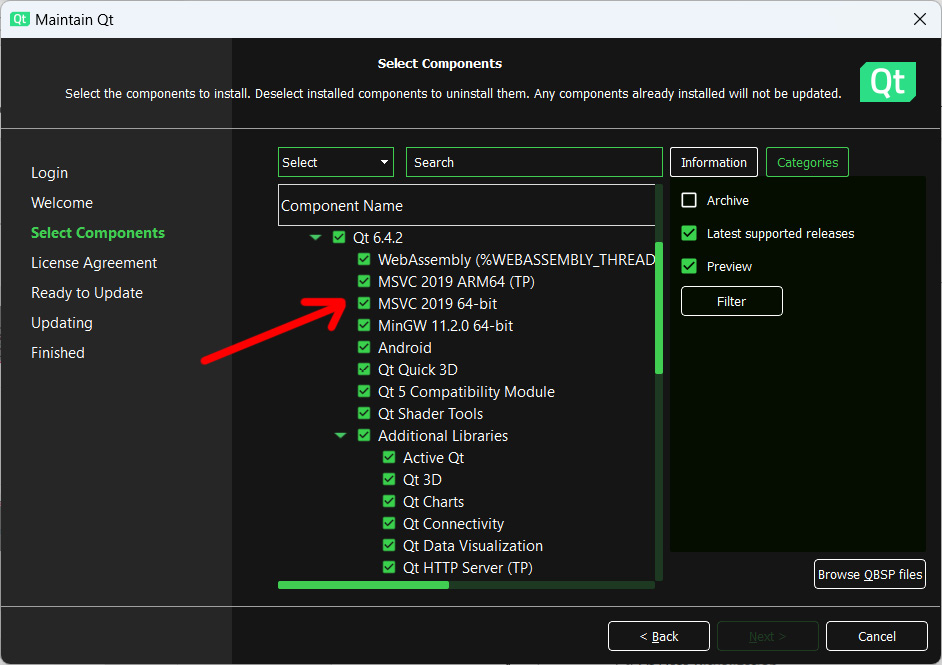 Qt Maintain Qt
Select Components
Select the components to install. Deselect installed components to uninstall them. Any components already installed will not be updated.
Qt
Login
Welcome
Select Components
License Agreement
Ready to Update
Updating
Finished
Select
Search
Information
Categories
Component Name
Qt 6.4.2
WebAssembly (%WEBASSEMBLY_THREAD
MSVC 2019 ARM64 (TP)
MSVC 2019 64-bit
MinGW 11.2.0 64-bit
Android
Qt Quick 3D
Qt 5 Compatibility Module
Qt Shader Tools
Additional Libraries
Active Qt
Qt 3D
Qt Charts
Qt Connectivity
Qt Data Visualization
Qt HTTP Server (TP)
Archive
Latest supported releases
Preview
Filter
Browse QBSP files
< Back
Next >
Cancel